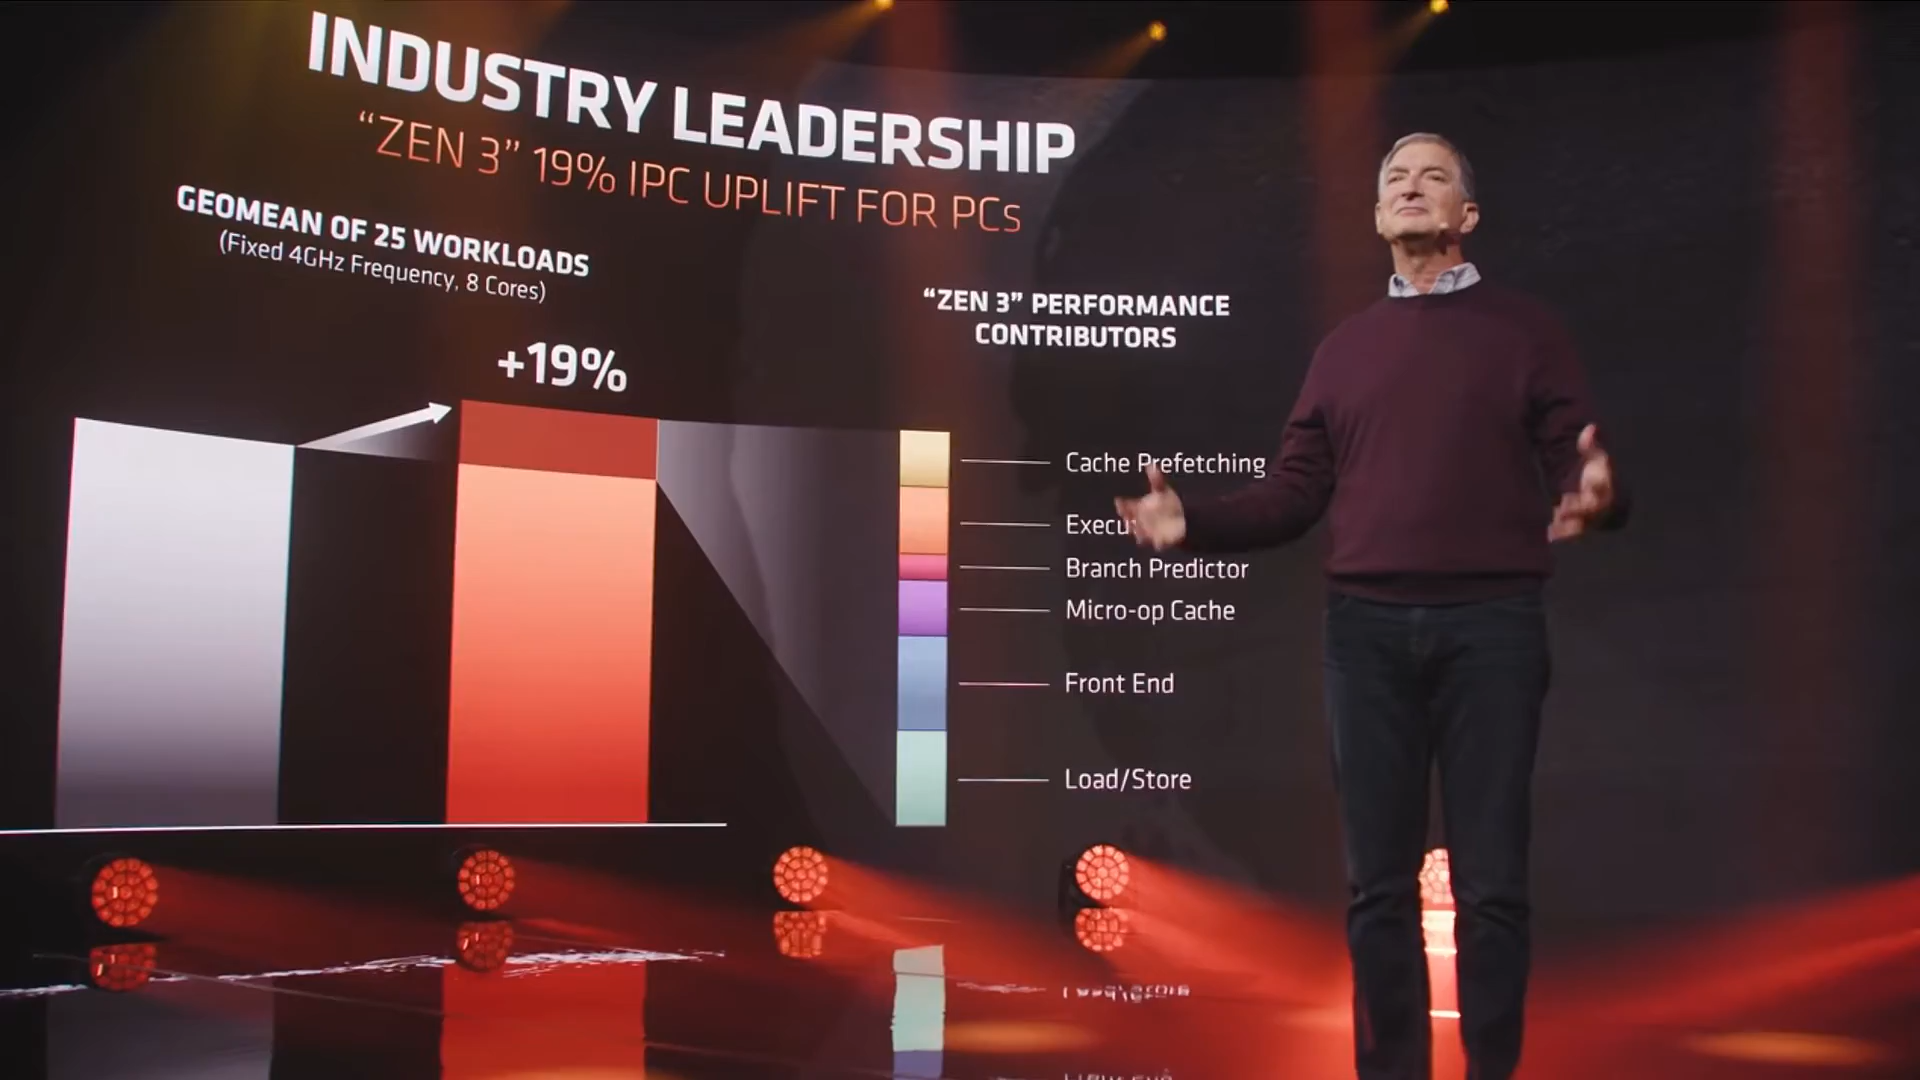 INDUSTRY LEADERSHIP
“ZEN 3” 19% IPC UPLIFT FOR PCs
GEOMEAN OF 25 WORKLOADS
(Fixed 4GHz Frequency, 8 Cores)
+19%
“ZEN 3” PERFORMANCE
CONTRIBUTORS
Cache Prefetching
Branch Predictor
Micro-op Cache
Front End
Load/Store